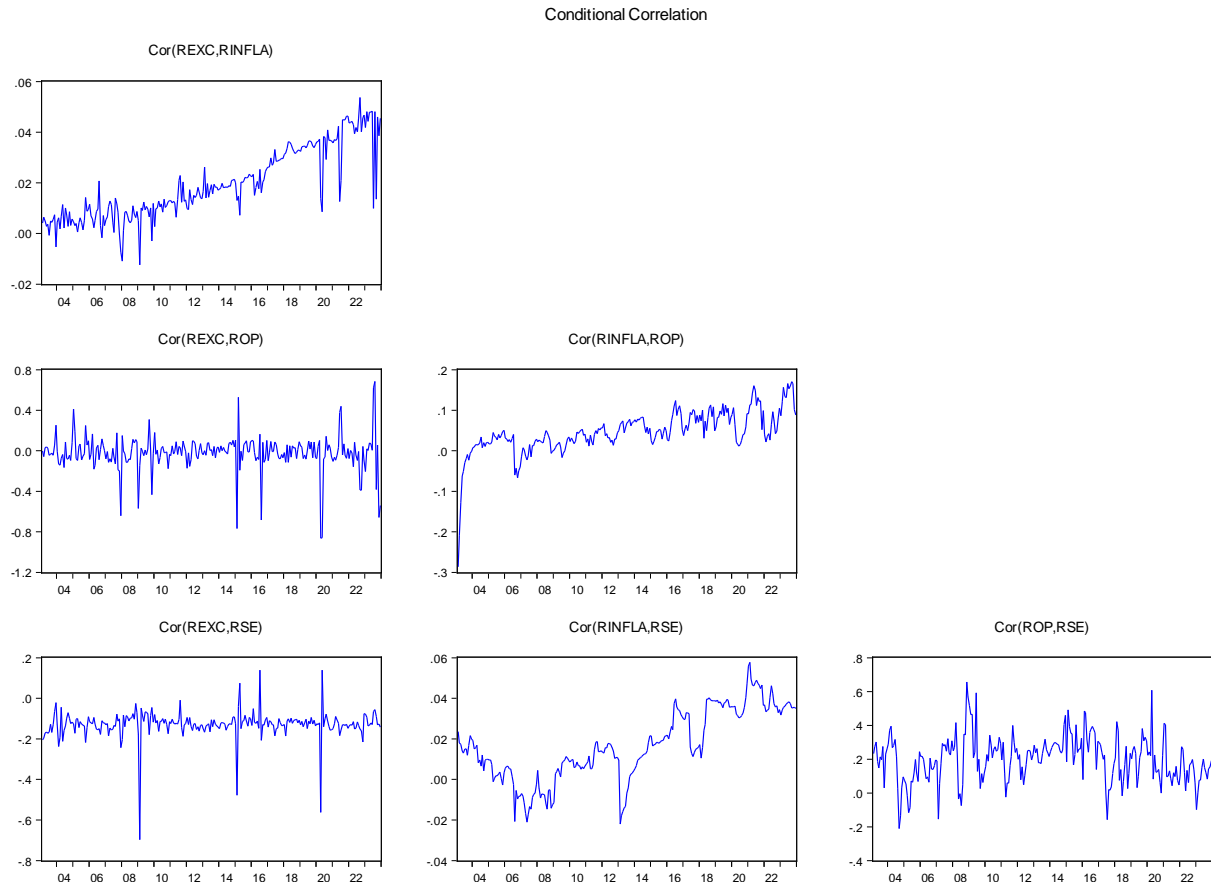 Conditional Correlation
Cor(REXC,RINFLA)
.06
.04
.02
.00
-.02
04 06 08 10 12 14 16 18 20 22
Cor(REXC,ROP)
0.8
0.4
0.0
-0.4
-0.8
-1.2
04 06 08 10 12 14 16 18 20 22
Cor(RINFLA,ROP)
.2
.1
.0
-.1
-.2
-.3
04 06 08 10 12 14 16 18 20 22
Cor(REXC,RSE)
.2
.0
-.2
-.4
-.6
-.8
04 06 08 10 12 14 16 18 20 22
Cor(RINFLA,RSE)
.06
.04
.02
.00
-.02
-.04
04 06 08 10 12 14 16 18 20 22
Cor(ROP,RSE)
.8
.6
.4
.2
.0
-.2
-.4
04 06 08 10 12 14 16 18 20 22